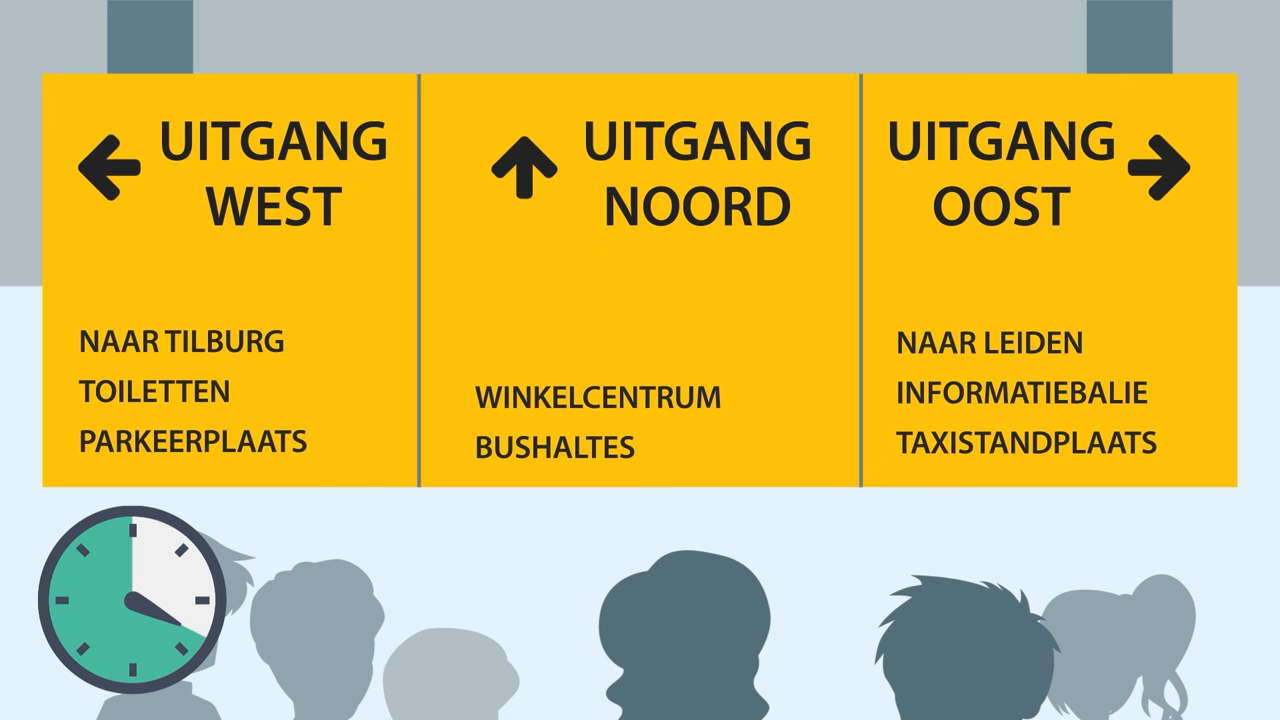 UITGANG
WEST
NAAR TILBURG
TOILETTEN
PARKEERPLAATS
UITGANG
NOORD
WINKELCENTRUM
BUSHALTES
UITGANG
OOST
NAAR LEIDEN
INFORMATIEBALIE
TAXISTANDPLAATS